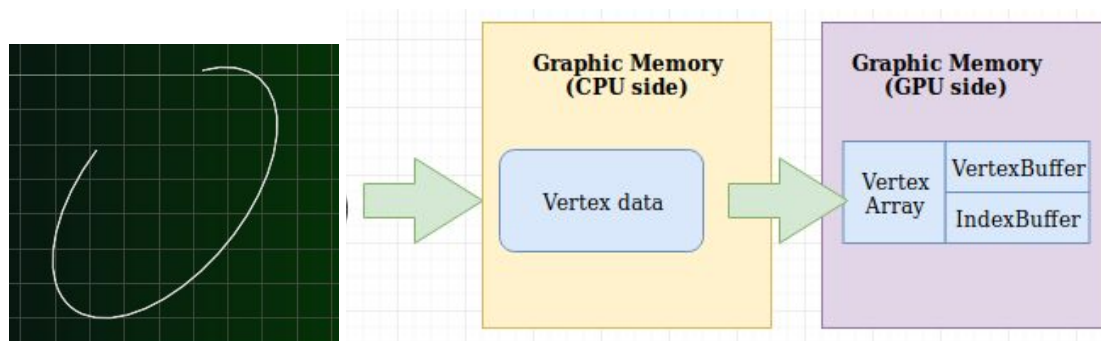 Graphic Memory
(CPU side)
Vertex data
Graphic Memory
(GPU side)
Vertex
Array
VertexBuffer
IndexBuffer